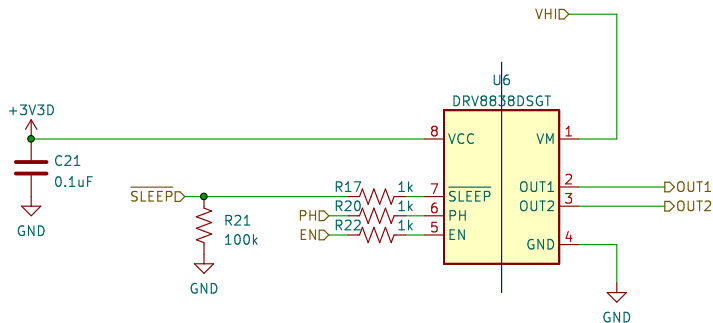 VHI
U6
DRV8838DSGT
+3V3D
8 VCC
VM 1
C21
0.1uF
GND
SLEEP
R17 1k
7 SLEEP
OUT1 2
OUT1
PH
R20 1k
6 PH
OUT2 3
OUT2
EN
R22 1k
5 EN
R21
100k
GND 4
GND
GND